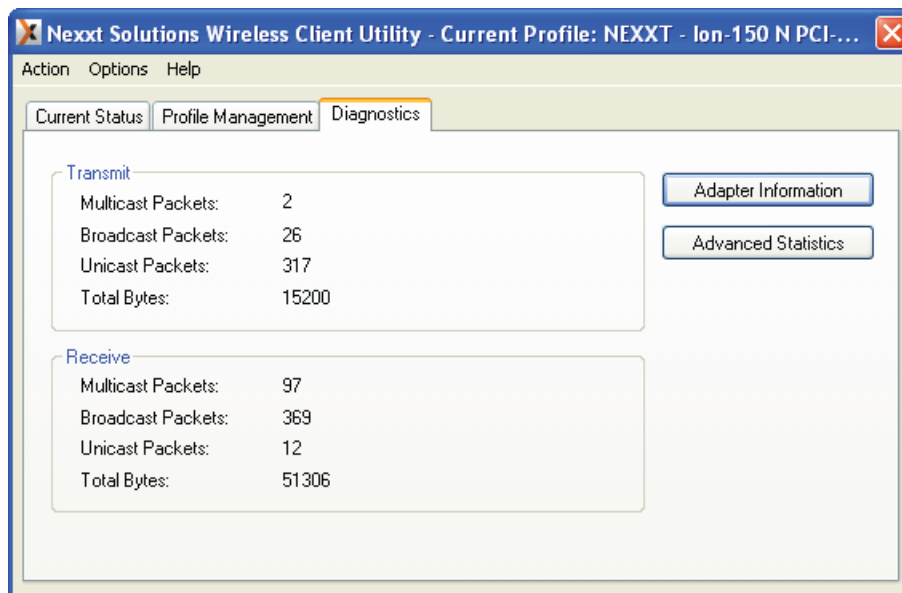 Nexxt Solutions Wireless Client Utility - Current Profile: NEXXT - Ion-150 N PCI-...
Action Options Help
Current Status Profile Management Diagnostics
Transmit
Multicast Packets: 2
Broadcast Packets: 26
Unicast Packets: 317
Total Bytes: 15200
Adapter Information
Advanced Statistics
Receive
Multicast Packets: 97
Broadcast Packets: 369
Unicast Packets: 12
Total Bytes: 51306